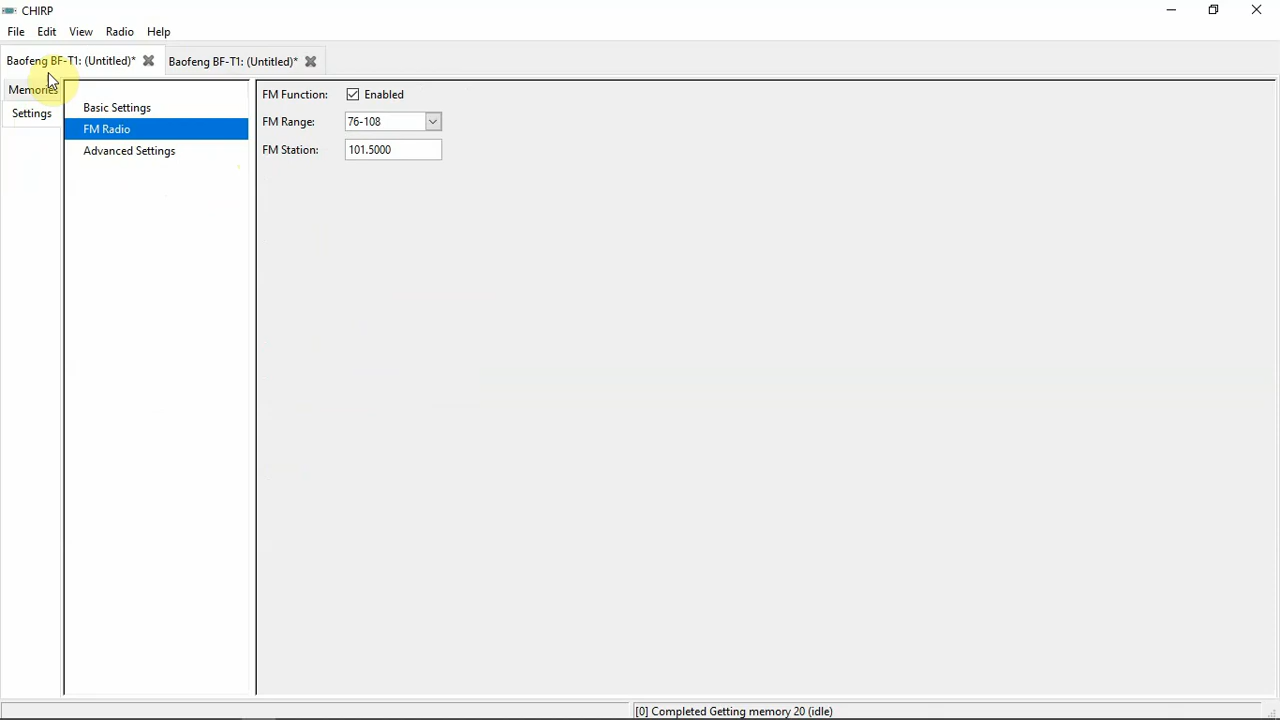 CHIRP
File Edit View Radio Help
Baofeng BF-T1: (Untitled)* Baofeng BF-T1: (Untitled)*
Memories
Settings
Basic Settings
FM Radio
Advanced Settings
FM Function: Enabled
FM Range: 76-108
FM Station: 101.5000
[0] Completed Getting memory 20 (idle)